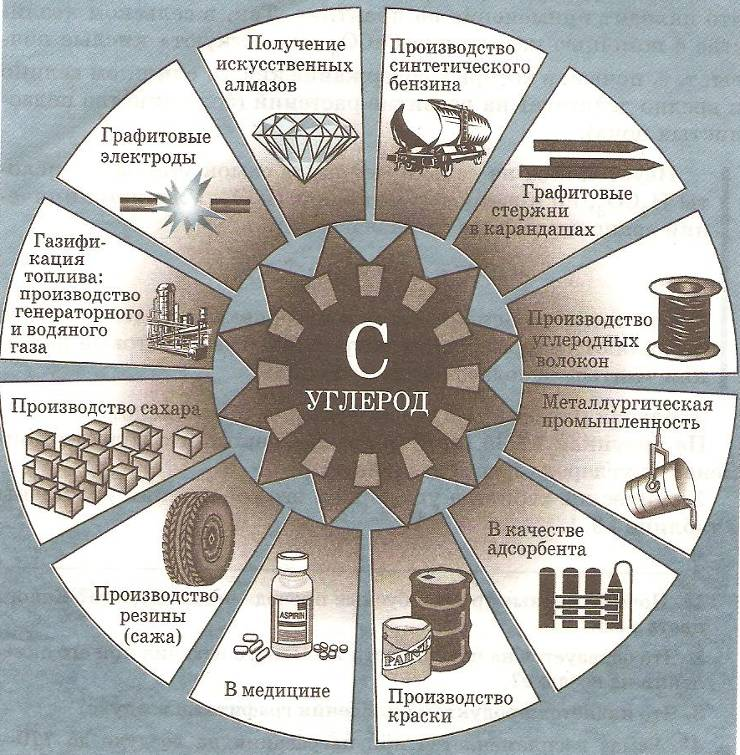 Получение
искусственных
алмазов
Производство
синтетического
бензина
Графитовые
стержни
в карандашах
Производство
углеродных
волокон
Металлургическая
промышленность
В качестве
адсорбента
Производство
краски
В медицине
Производство
резины
(сажа)
Производство сахара
Газифи-
кация
топлива:
производство
генераторного
и водяного
газа
Графитовые
электроды
С
УГЛЕРОД
ASPIRIN